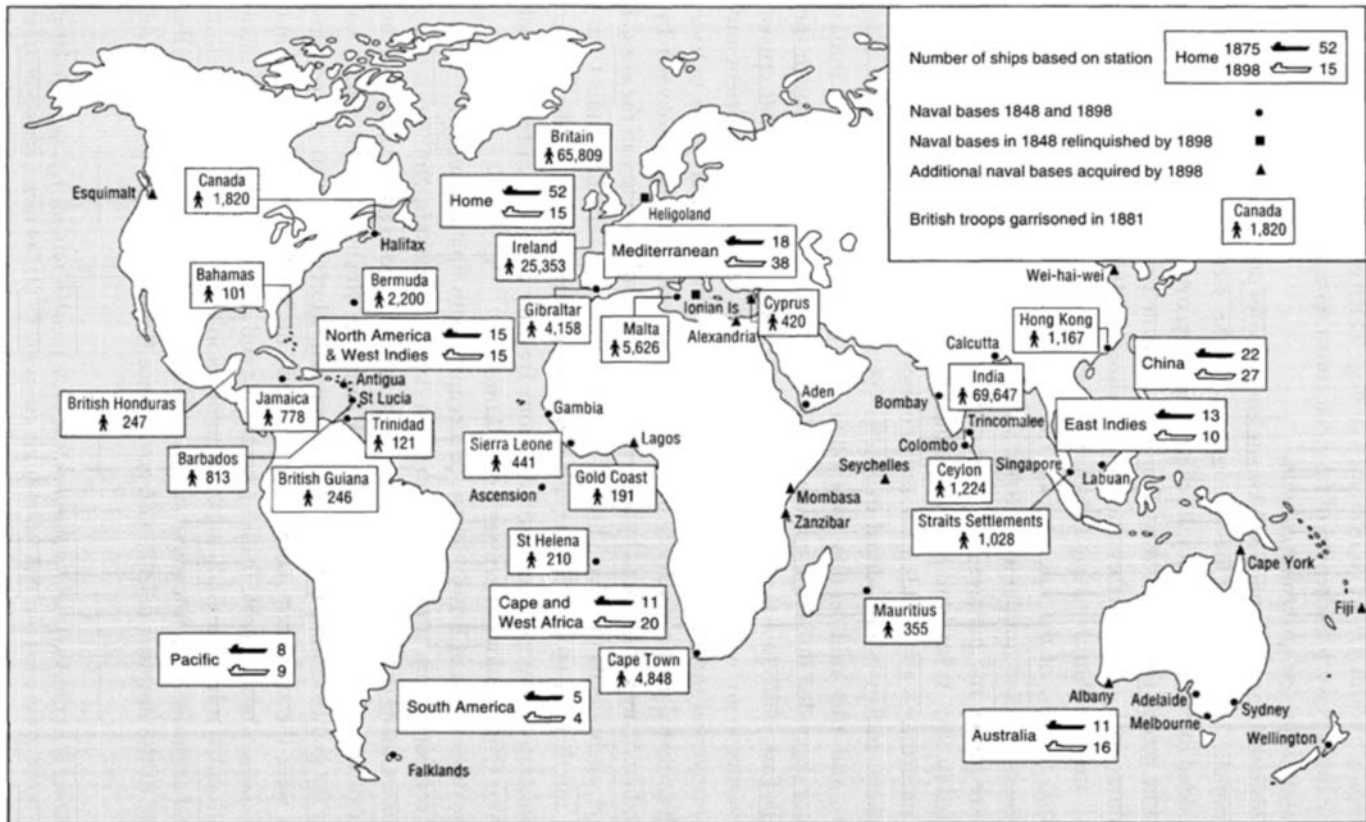 Number of ships based on station
Home
1875 52
1898 15
Naval bases 1848 and 1898
Naval bases in 1848 relinquished by 1898
Additional naval bases acquired by 1898
British troops garrisoned in 1881
Canada
1,820
Britain
65,809
Esquimalt
Canada
1,820
Halifax
Home
52
15
Heligoland
Ireland
25,353
Mediterranean
18
38
Bahamas
101
Bermuda
2,200
Gibraltar
4,158
Malta
5,626
Ionian Is
Alexandria
Cyprus
420
Wei-hai-wei
Hong Kong
1,167
North America
& West Indies
15
15
Calcutta
India
69,647
China
22
27
Antigua
St Lucia
British Honduras
247
Jamaica
778
Trinidad
121
Gambia
Aden
Bombay
Trincomalee
Colombo
East Indies
13
10
Barbados
813
British Guiana
246
Sierra Leone
441
Lagos
Gold Coast
191
Ascension
Seychelles
Ceylon
1,224
Singapore
Labuan
Mombasa
Zanzibar
Straits Settlements
1,028
St Helena
210
Cape York
Cape and
West Africa
11
20
Mauritius
355
Fiji
Pacific
8
9
Cape Town
4,848
South America
5
4
Albany
Adelaide
Melbourne
Sydney
Australia
11
16
Wellington
Falklands